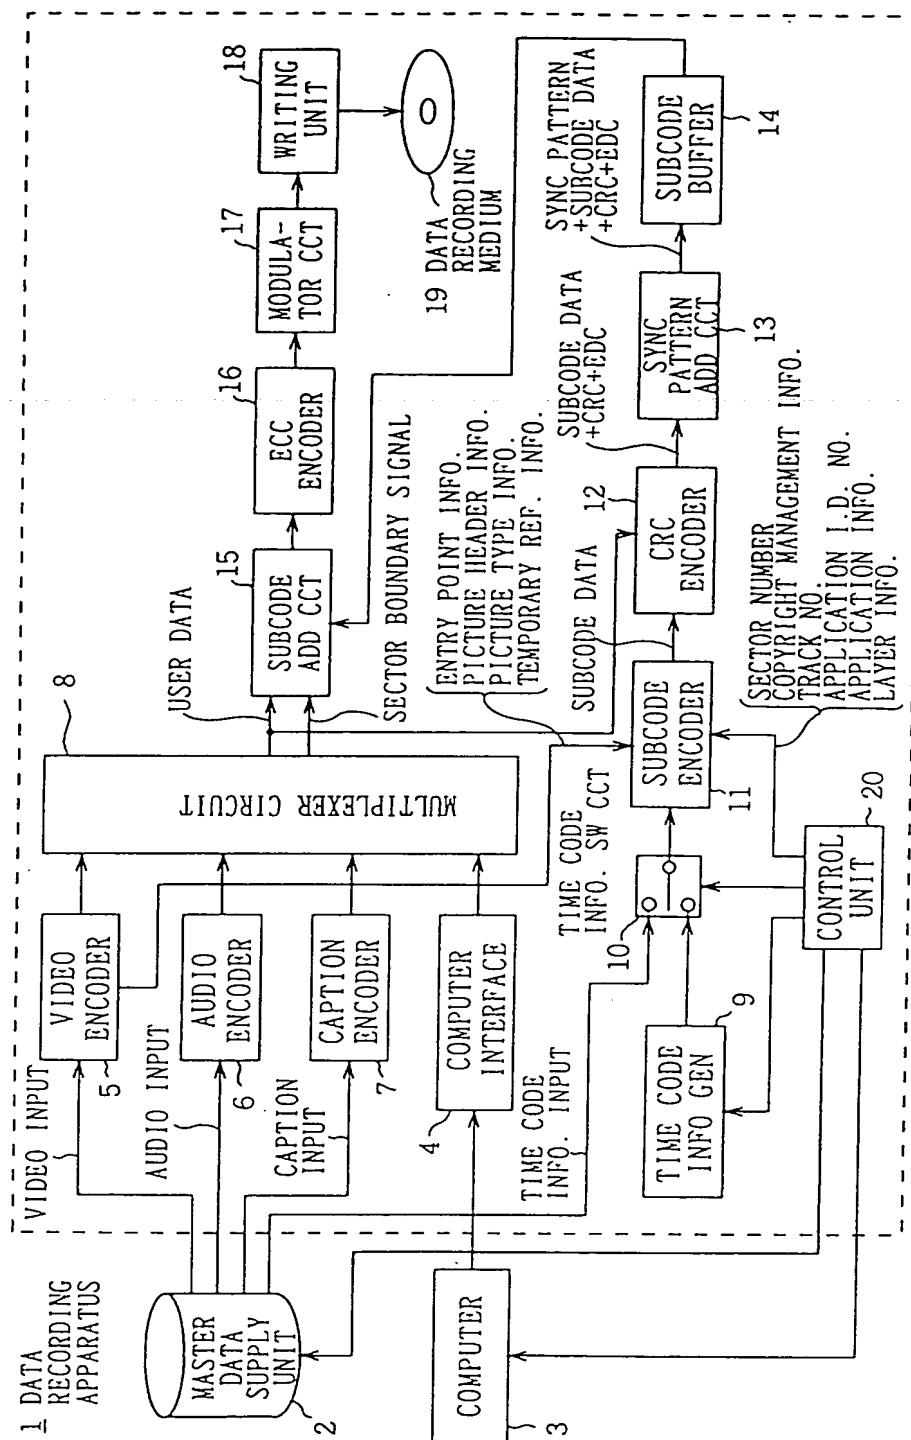 1 DATA
RECORDING
APPARATUS
MASTER
DATA
SUPPLY
UNIT
2
COMPUTER
3
VIDEO INPUT
AUDIO INPUT
CAPTION
INPUT
TIME CODE
INFO. INPUT
VIDEO
ENCODER
5
AUDIO
ENCODER
6
CAPTION
ENCODER
7
COMPUTER
INTERFACE
4
TIME CODE
INFO GEN
9
10
TIME CODE
INFO. SW CCT
CONTROL
UNIT
20
MULTIPLEXER CIRCUIT
8
USER DATA
SECTOR BOUNDARY SIGNAL
ENTRY POINT INFO.
PICTURE HEADER INFO.
PICTURE TYPE INFO.
TEMPORARY REF. INFO.
SUBCODE
ENCODER
11
SUBCODE DATA
SECTOR NUMBER
COPYRIGHT MANAGEMENT INFO.
TRACK NO.
APPLICATION I.D. NO.
APPLICATION INFO.
LAYER INFO.
SUBCODE
ADD CCT
15
ECC
ENCODER
16
MODULA-
TOR CCT
17
WRITING
UNIT
18
19 DATA
RECORDING
MEDIUM
CRC
ENCODER
12
SUBCODE DATA
+CRC+EDC
SYNC
PATTERN
ADD CCT
13
SYNC PATTERN
+SUBCODE DATA
+CRC+EDC
SUBCODE
BUFFER
14